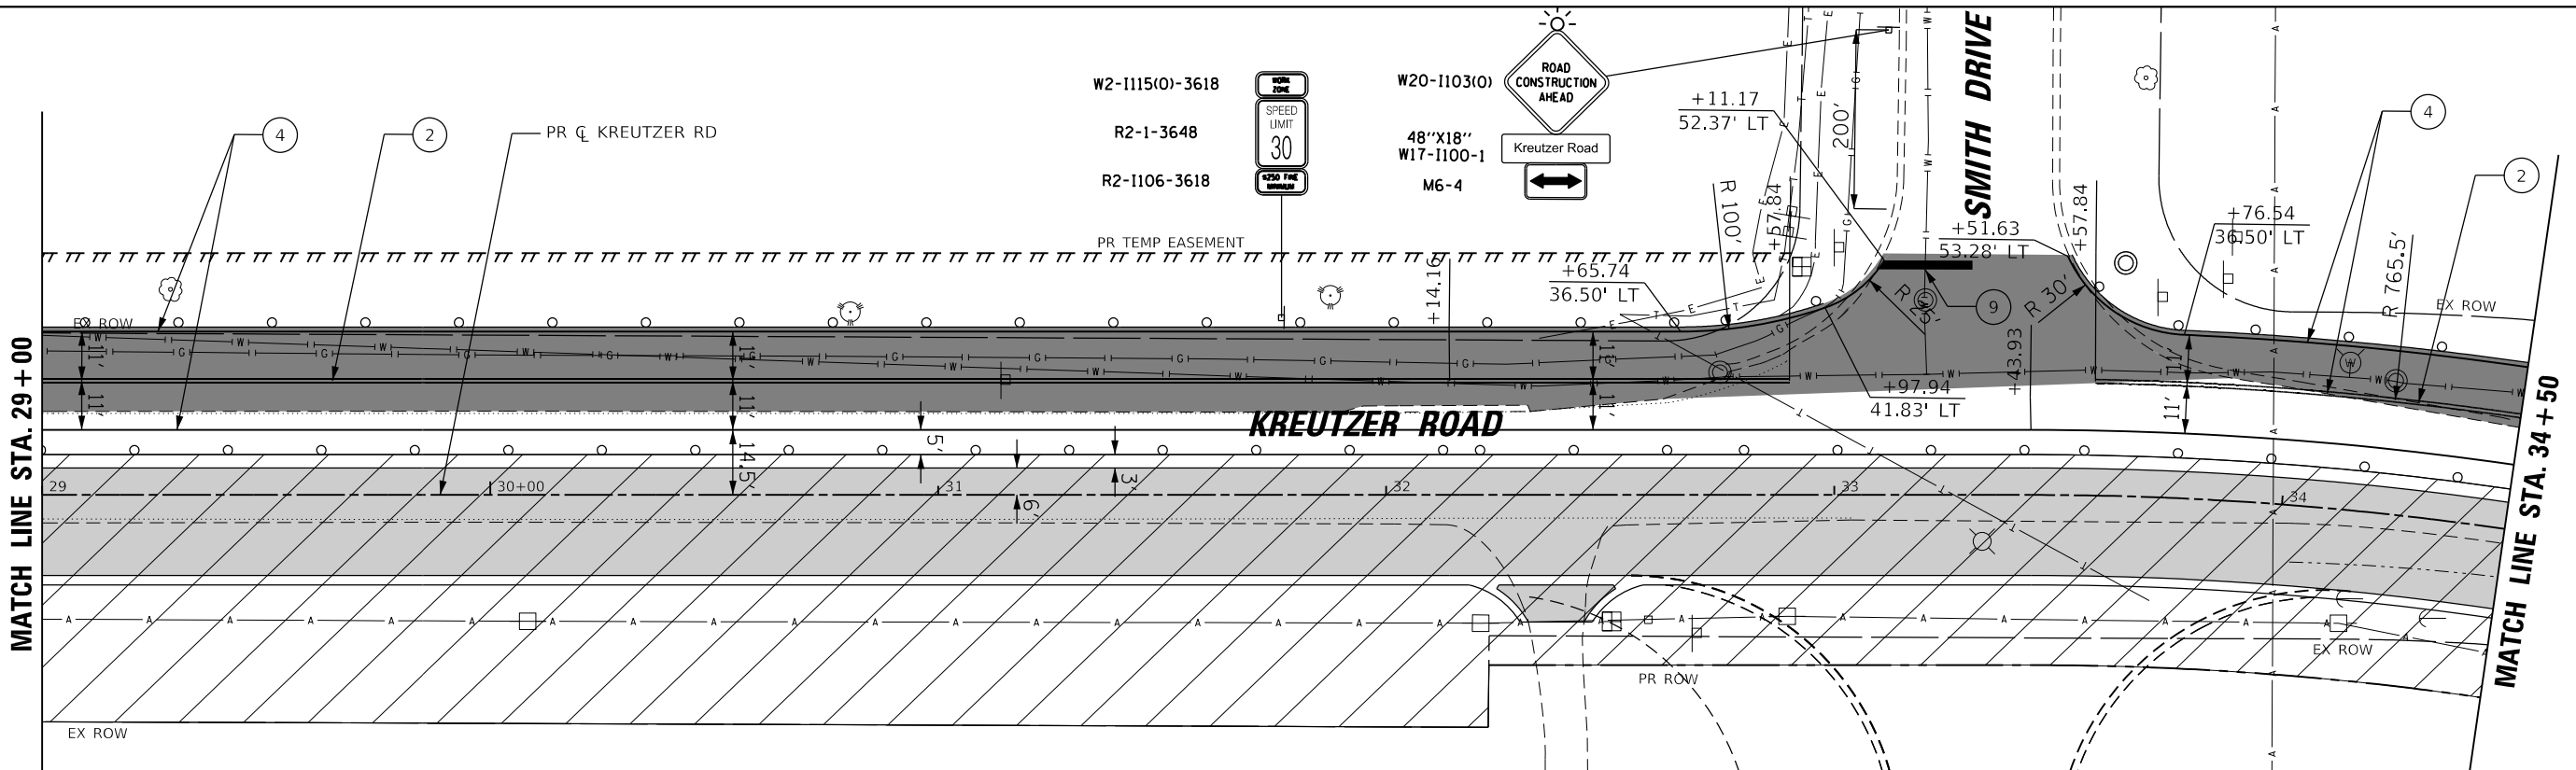 W2-I115(O)-3618
R2-1-3648
R2-I106-3618
WORK
ZONE
SPEED
LIMIT
30
$250 FINE
MINIMUM
W20-I103(O)
48''X18''
W17-I100-1
M6-4
ROAD
CONSTRUCTION
AHEAD
Kreutzer Road
SMITH DRIVE
200'
+11.17
52.37' LT
4
2
PR ℄ KREUTZER RD
PR TEMP EASEMENT
R 100'
+57.84
+51.63
53.28' LT
+57.84
+76.54
36.50' LT
4
2
R 765.5'
EX ROW
+14.16
+65.74
36.50' LT
R 25'
9
R 30'
EX ROW
11'
11'
11'
11'
11'
11'
11'
11'
+97.94
41.83' LT
+43.93
KREUTZER ROAD
14.5'
5'
3'
6'
29
30+00
31
32
33
34
MATCH LINE STA. 29+00
MATCH LINE STA. 34+50
EX ROW
PR ROW
EX ROW